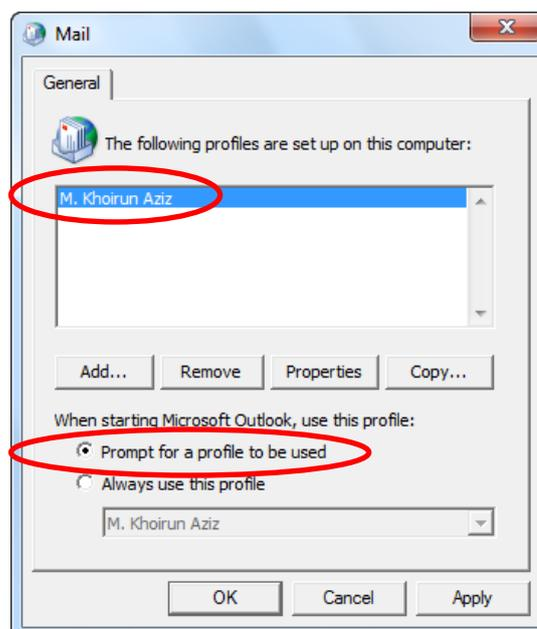 Mail
General
The following profiles are set up on this computer:
M. Khoirun Aziz
Add... Remove Properties Copy...
When starting Microsoft Outlook, use this profile:
Prompt for a profile to be used
Always use this profile
M. Khoirun Aziz
OK Cancel Apply